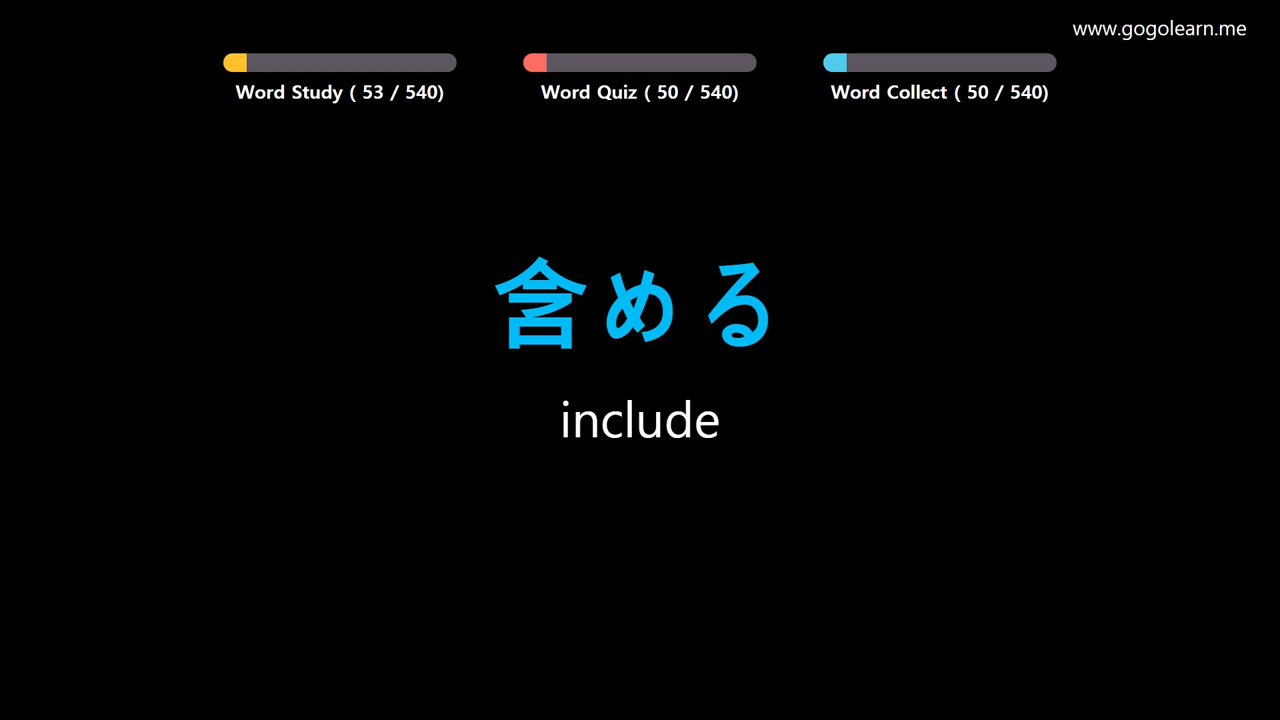 www.gogolearn.me
Word Study ( 53 / 540)
Word Quiz ( 50 / 540)
Word Collect ( 50 / 540)
含める
include